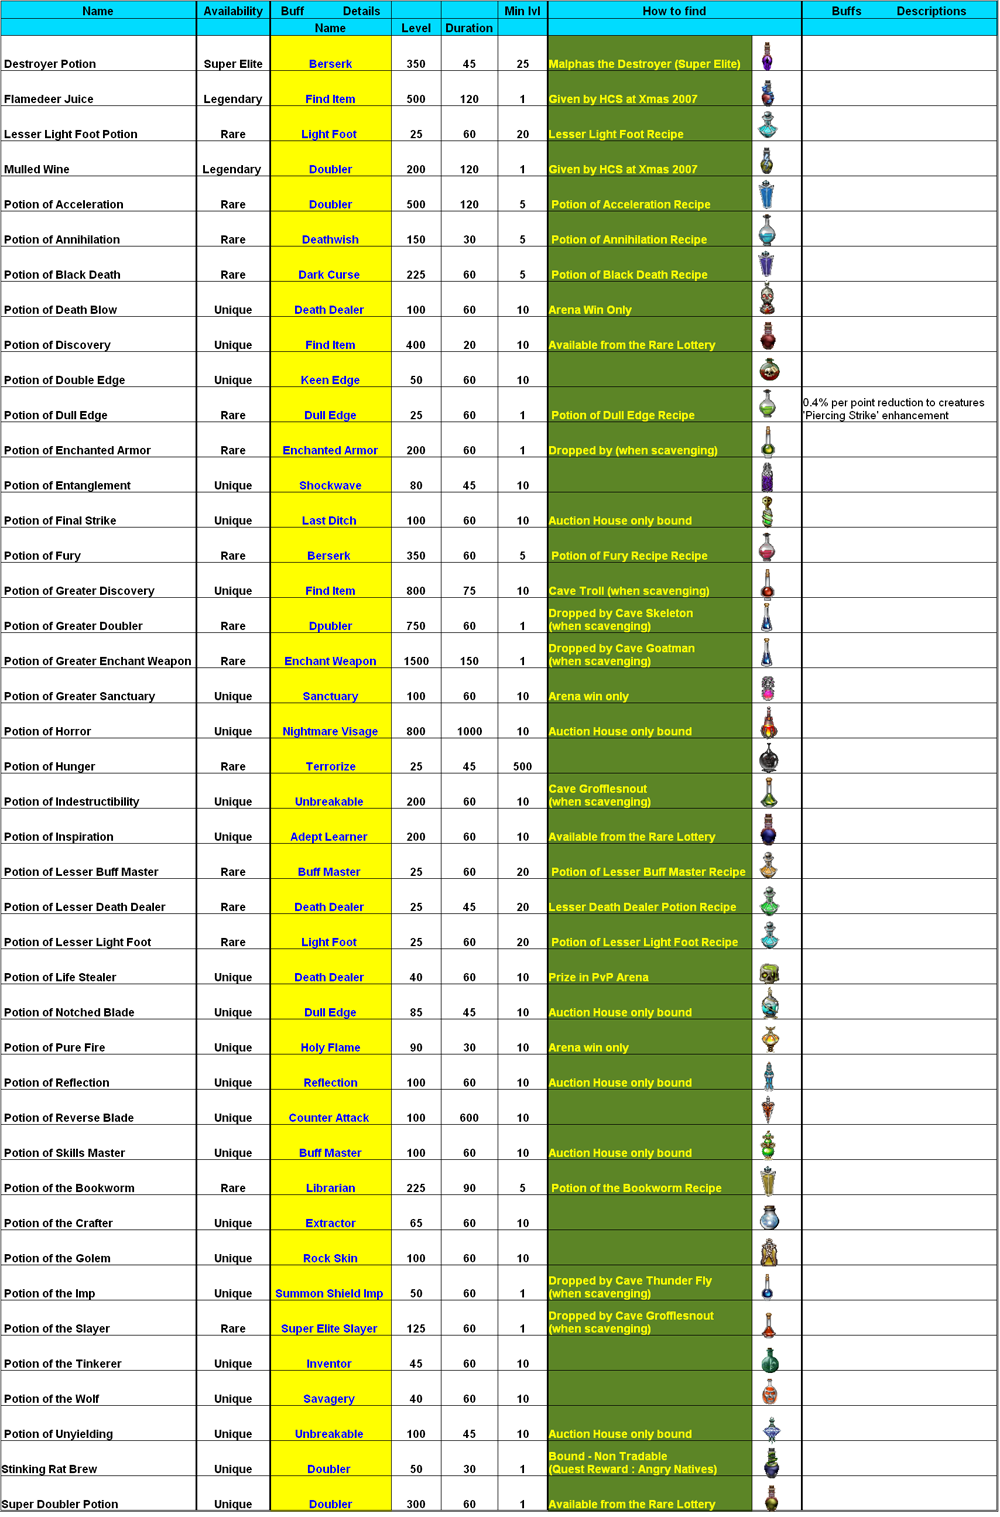 Name Availability Buff Details Min lvl How to find Buffs Descriptions
Name Level Duration
Destroyer Potion Super Elite Berserk 350 45 25 Malphas the Destroyer (Super Elite)
Flamedeer Juice Legendary Find Item 500 120 1 Given by HCS at Xmas 2007
Lesser Light Foot Potion Rare Light Foot 25 60 20 Lesser Light Foot Recipe
Mulled Wine Legendary Doubler 200 120 1 Given by HCS at Xmas 2007
Potion of Acceleration Rare Doubler 500 120 5 Potion of Acceleration Recipe
Potion of Annihilation Rare Deathwish 150 30 5 Potion of Annihilation Recipe
Potion of Black Death Rare Dark Curse 225 60 5 Potion of Black Death Recipe
Potion of Death Blow Unique Death Dealer 100 60 10 Arena Win Only
Potion of Discovery Unique Find Item 400 20 10 Available from the Rare Lottery
Potion of Double Edge Unique Keen Edge 50 60 10
0.4% per point reduction to creatures
Potion of Dull Edge Rare Dull Edge 25 60 1 Potion of Dull Edge Recipe 'Piercing Strike' enhancement
Potion of Enchanted Armor Rare Enchanted Armor 200 60 1 Dropped by (when scavenging)
Potion of Entanglement Unique Shockwave 80 45 10
Potion of Final Strike Unique Last Ditch 100 60 10 Auction House only bound
Potion of Fury Rare Berserk 350 60 5 Potion of Fury Recipe Recipe
Potion of Greater Discovery Unique Find Item 800 75 10 Cave Troll (when scavenging)
Dropped by Cave Skeleton
Potion of Greater Doubler Rare Dpubler 750 60 1 (when scavenging)
Dropped by Cave Goatman
Potion of Greater Enchant Weapon Rare Enchant Weapon 1500 150 1 (when scavenging)
Potion of Greater Sanctuary Unique Sanctuary 100 60 10 Arena win only
Potion of Horror Unique Nightmare Visage 800 1000 10 Auction House only bound
Potion of Hunger Rare Terrorize 25 45 500
Cave Grofflesnout
Potion of Indestructibility Unique Unbreakable 200 60 10 (when scavenging)
Potion of Inspiration Unique Adept Learner 200 60 10 Available from the Rare Lottery
Potion of Lesser Buff Master Rare Buff Master 25 60 20 Potion of Lesser Buff Master Recipe
Potion of Lesser Death Dealer Rare Death Dealer 25 45 20 Lesser Death Dealer Potion Recipe
Potion of Lesser Light Foot Rare Light Foot 25 60 20 Potion of Lesser Light Foot Recipe
Potion of Life Stealer Unique Death Dealer 40 60 10 Prize in PvP Arena
Potion of Notched Blade Unique Dull Edge 85 45 10 Auction House only bound
Potion of Pure Fire Unique Holy Flame 90 30 10 Arena win only
Potion of Reflection Unique Reflection 100 60 10 Auction House only bound
Potion of Reverse Blade Unique Counter Attack 100 600 10
Potion of Skills Master Unique Buff Master 100 60 10 Auction House only bound
Potion of the Bookworm Rare Librarian 225 90 5 Potion of the Bookworm Recipe
Potion of the Crafter Unique Extractor 65 60 10
Potion of the Golem Unique Rock Skin 100 60 10
Dropped by Cave Thunder Fly
Potion of the Imp Unique Summon Shield Imp 50 60 1 (when scavenging)
Dropped by Cave Grofflesnout
Potion of the Slayer Rare Super Elite Slayer 125 60 1 (when scavenging)
Potion of the Tinkerer Unique Inventor 45 60 10
Potion of the Wolf Unique Savagery 40 60 10
Potion of Unyielding Unique Unbreakable 100 45 10 Auction House only bound
Bound - Non Tradable
Stinking Rat Brew Unique Doubler 50 30 1 (Quest Reward : Angry Natives)
Super Doubler Potion Unique Doubler 300 60 1 Available from the Rare Lottery